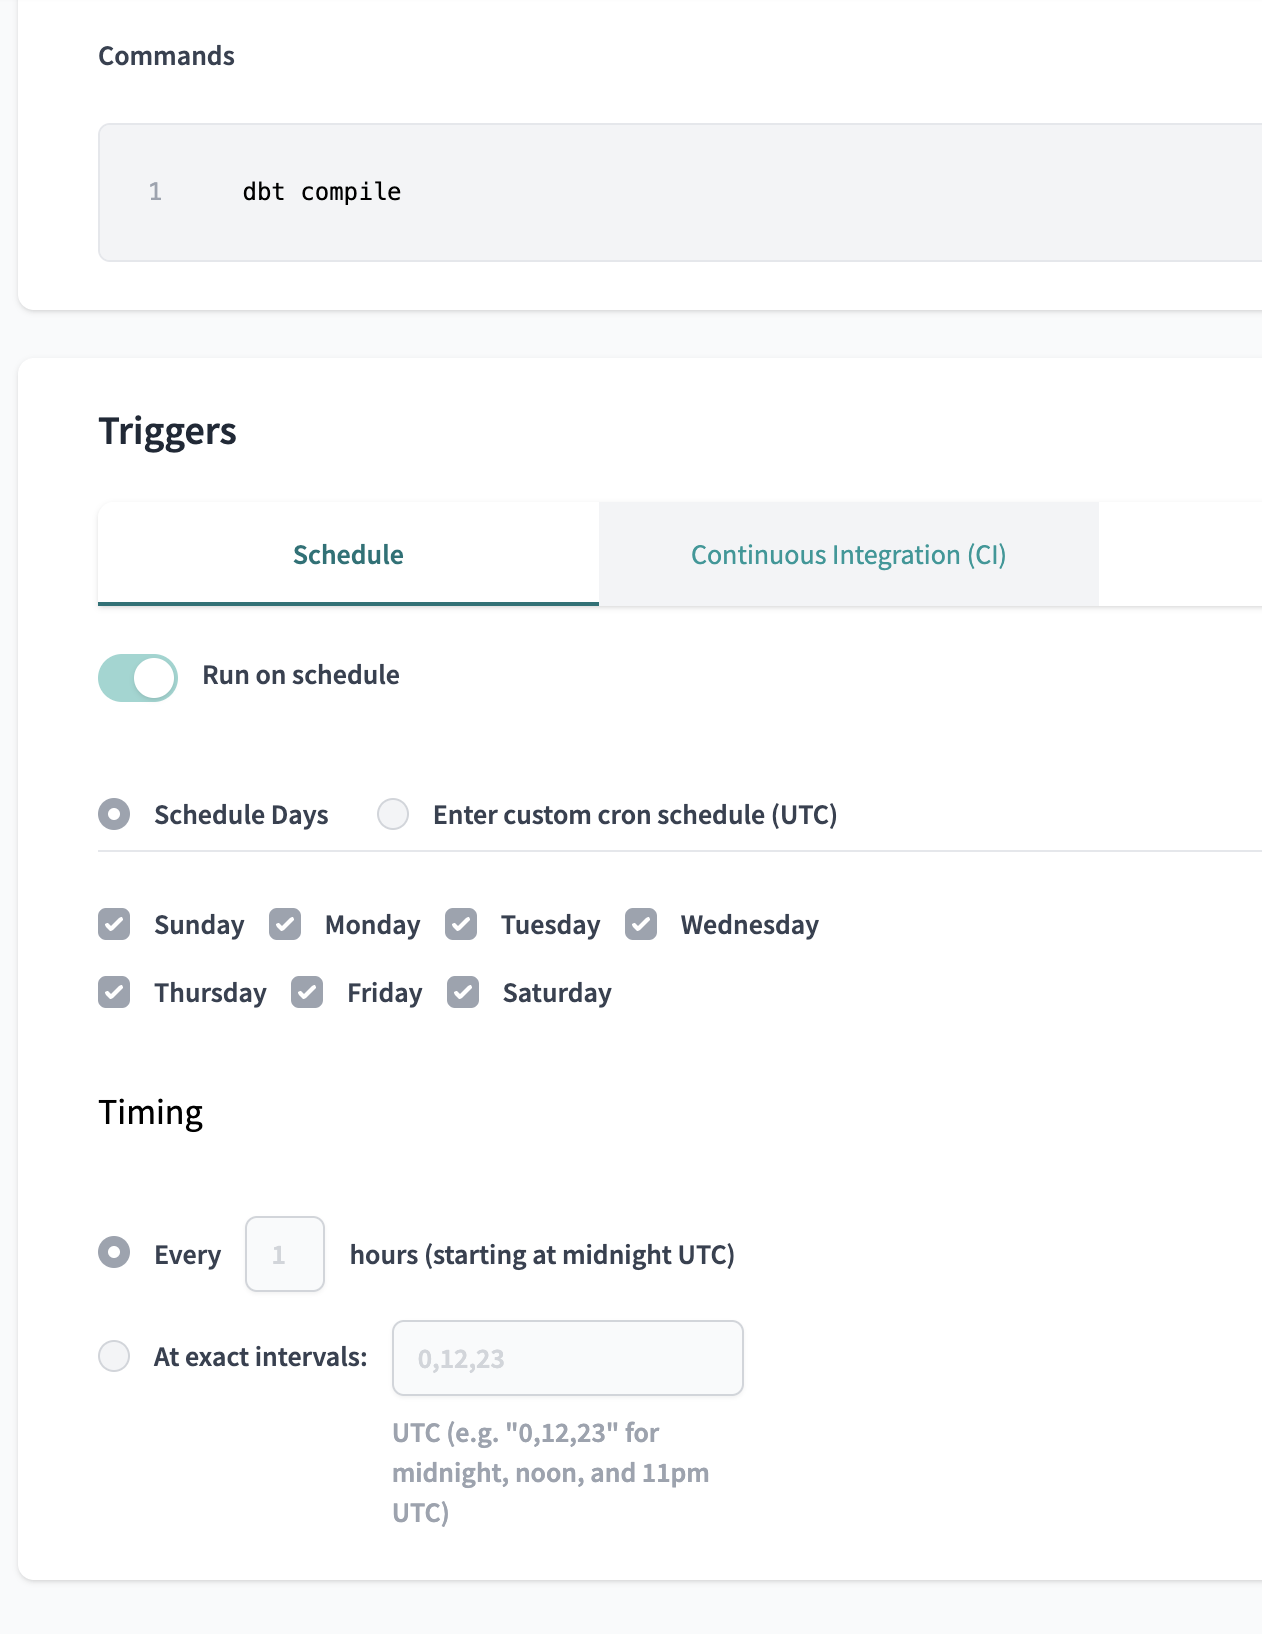 Commands
1 dbt compile
Triggers
Schedule Continuous Integration (CI)
Run on schedule
Schedule Days Enter custom cron schedule (UTC)
Sunday Monday Tuesday Wednesday
Thursday Friday Saturday
Timing
Every 1 hours (starting at midnight UTC)
At exact intervals: 0,12,23
UTC (e.g. "0,12,23" for
midnight, noon, and 11pm
UTC)